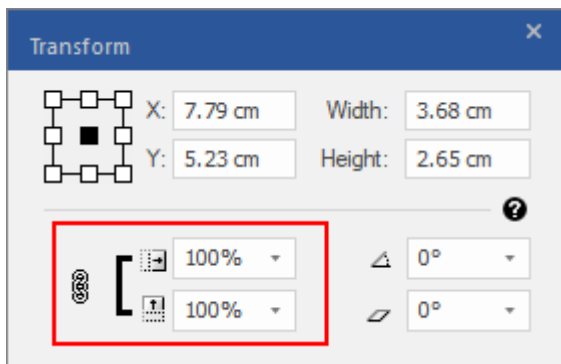 Transform
X: 7.79 cm Width: 3.68 cm
Y: 5.23 cm Height: 2.65 cm
100% 0°
100% 0°